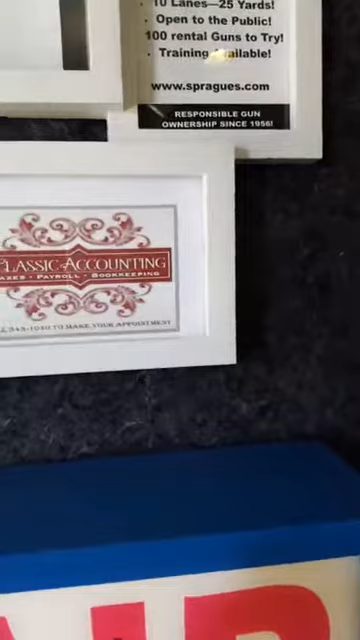 • 10 Lanes—25 Yards!
• Open to the Public!
• 100 rental Guns to Try!
• Training Available!
www.spragues.com
RESPONSIBLE GUN
OWNERSHIP SINCE 1956!
CLASSIC ACCOUNTING
TAXES • PAYROLL • BOOKKEEPING
TO MAKE YOUR APPOINTMENT